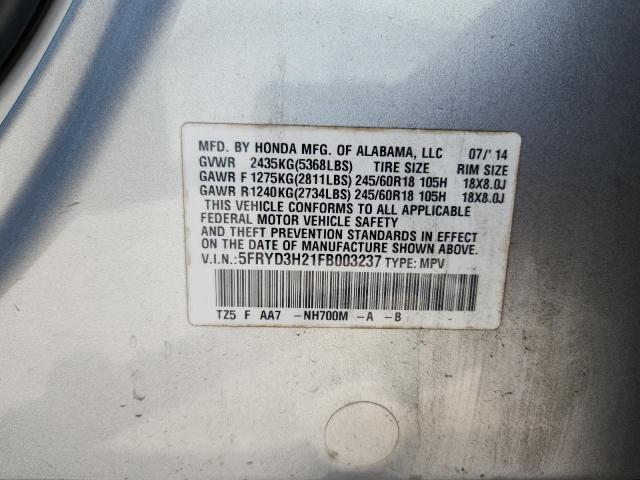 MFD. BY HONDA MFG. OF ALABAMA, LLC 07/'14
GVWR 2435KG(5368LBS) TIRE SIZE RIM SIZE
GAWR F 1275KG(2811LBS) 245/60R18 105H 18X8.0J
GAWR R1240KG(2734LBS) 245/60R18 105H 18X8.0J
THIS VEHICLE CONFORMS TO ALL APPLICABLE
FEDERAL MOTOR VEHICLE SAFETY
AND THEFT PREVENTION STANDARDS IN EFFECT
ON THE DATE OF MANUFACTURE SHOWN ABOVE.
V.I.N.:5FRYD3H21FB003237 TYPE: MPV
TZ5 F AA7 -NH700M -A -B -